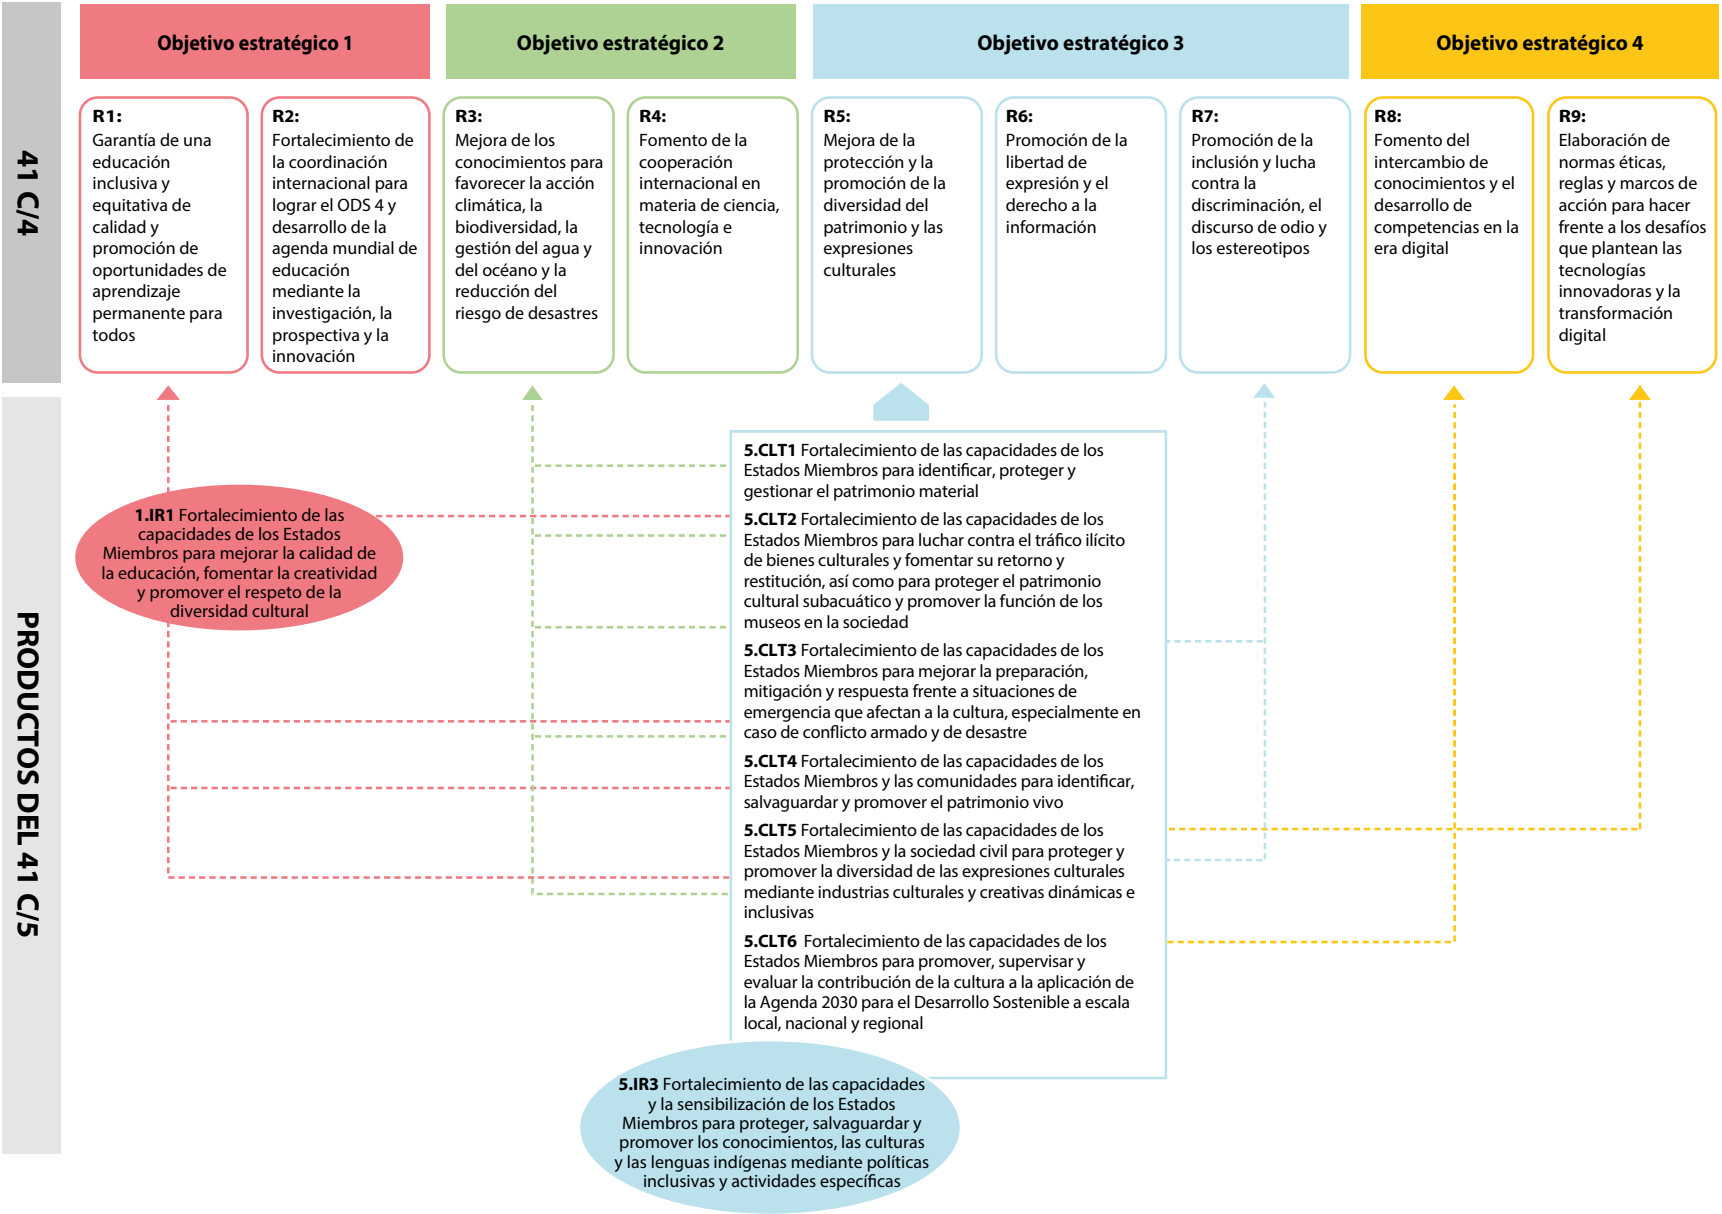 41 C/4
Objetivo estratégico 1
Objetivo estratégico 2
Objetivo estratégico 3
Objetivo estratégico 4
R1:
Garantía de una
educación
inclusiva y
equitativa de
calidad y
promoción de
oportunidades de
aprendizaje
permanente para
todos
R2:
Fortalecimiento de
la coordinación
internacional para
lograr el ODS 4 y
desarrollo de la
agenda mundial de
educación
mediante la
investigación, la
prospectiva y la
innovación
R3:
Mejora de los
conocimientos para
favorecer la acción
climática, la
biodiversidad, la
gestión del agua y
del océano y la
reducción del
riesgo de desastres
R4:
Fomento de la
cooperación
internacional en
materia de ciencia,
tecnología e
innovación
R5:
Mejora de la
protección y la
promoción de la
diversidad del
patrimonio y las
expresiones
culturales
R6:
Promoción de la
libertad de
expresión y el
derecho a la
información
R7:
Promoción de la
inclusión y lucha
contra la
discriminación, el
discurso de odio y
los estereotipos
R8:
Fomento del
intercambio de
conocimientos y el
desarrollo de
competencias en la
era digital
R9:
Elaboración de
normas éticas,
reglas y marcos de
acción para hacer
frente a los desafíos
que plantean las
tecnologías
innovadoras y la
transformación
digital
PRODUCTOS DEL 41 C/5
1.IR1 Fortalecimiento de las
capacidades de los Estados
Miembros para mejorar la calidad de
la educación, fomentar la creatividad
y promover el respeto de la
diversidad cultural
5.CLT1 Fortalecimiento de las capacidades de los
Estados Miembros para identificar, proteger y
gestionar el patrimonio material
5.CLT2 Fortalecimiento de las capacidades de los
Estados Miembros para luchar contra el tráfico ilícito
de bienes culturales y fomentar su retorno y
restitución, así como para proteger el patrimonio
cultural subacuático y promover la función de los
museos en la sociedad
5.CLT3 Fortalecimiento de las capacidades de los
Estados Miembros para mejorar la preparación,
mitigación y respuesta frente a situaciones de
emergencia que afectan a la cultura, especialmente en
caso de conflicto armado y de desastre
5.CLT4 Fortalecimiento de las capacidades de los
Estados Miembros y las comunidades para identificar,
salvaguardar y promover el patrimonio vivo
5.CLT5 Fortalecimiento de las capacidades de los
Estados Miembros y la sociedad civil para proteger y
promover la diversidad de las expresiones culturales
mediante industrias culturales y creativas dinámicas e
inclusivas
5.CLT6 Fortalecimiento de las capacidades de los
Estados Miembros para promover, supervisar y
evaluar la contribución de la cultura a la aplicación de
la Agenda 2030 para el Desarrollo Sostenible a escala
local, nacional y regional
5.IR3 Fortalecimiento de las capacidades
y la sensibilización de los Estados
Miembros para proteger, salvaguardar y
promover los conocimientos, las culturas
y las lenguas indígenas mediante políticas
inclusivas y actividades específicas